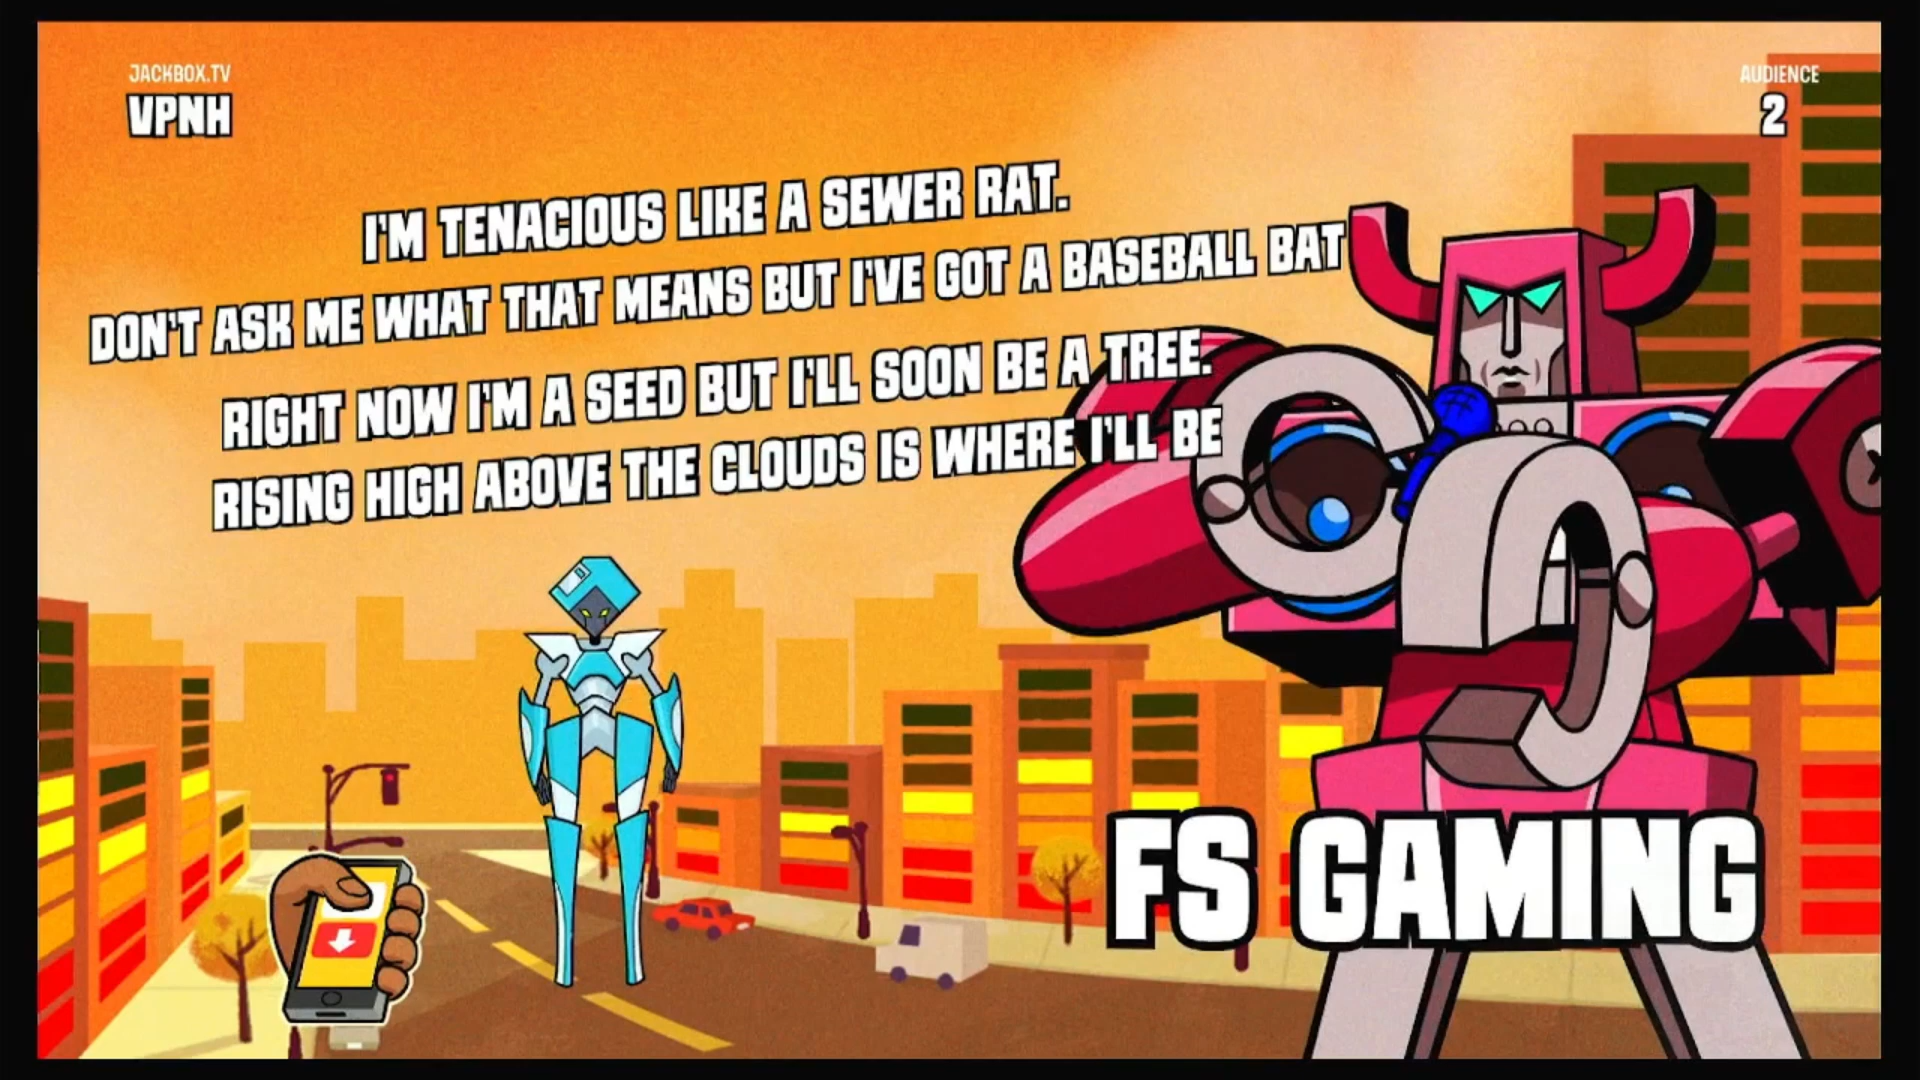 JACKBOX.TV
VPNH
AUDIENCE
2
I'M TENACIOUS LIKE A SEWER RAT.
DON'T ASK ME WHAT THAT MEANS BUT I'VE GOT A BASEBALL BAT
RIGHT NOW I'M A SEED BUT I'LL SOON BE A TREE.
RISING HIGH ABOVE THE CLOUDS IS WHERE I'LL BE
FS GAMING